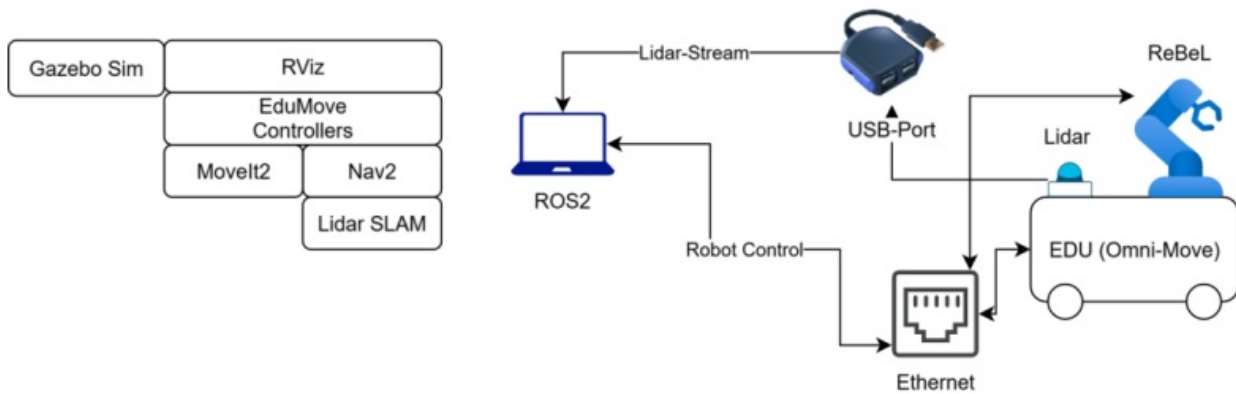 Gazebo Sim
RViz
EduMove
Controllers
MoveIt2
Nav2
Lidar SLAM
Lidar-Stream
ROS2
Robot Control
USB-Port
Lidar
ReBeL
EDU (Omni-Move)
Ethernet